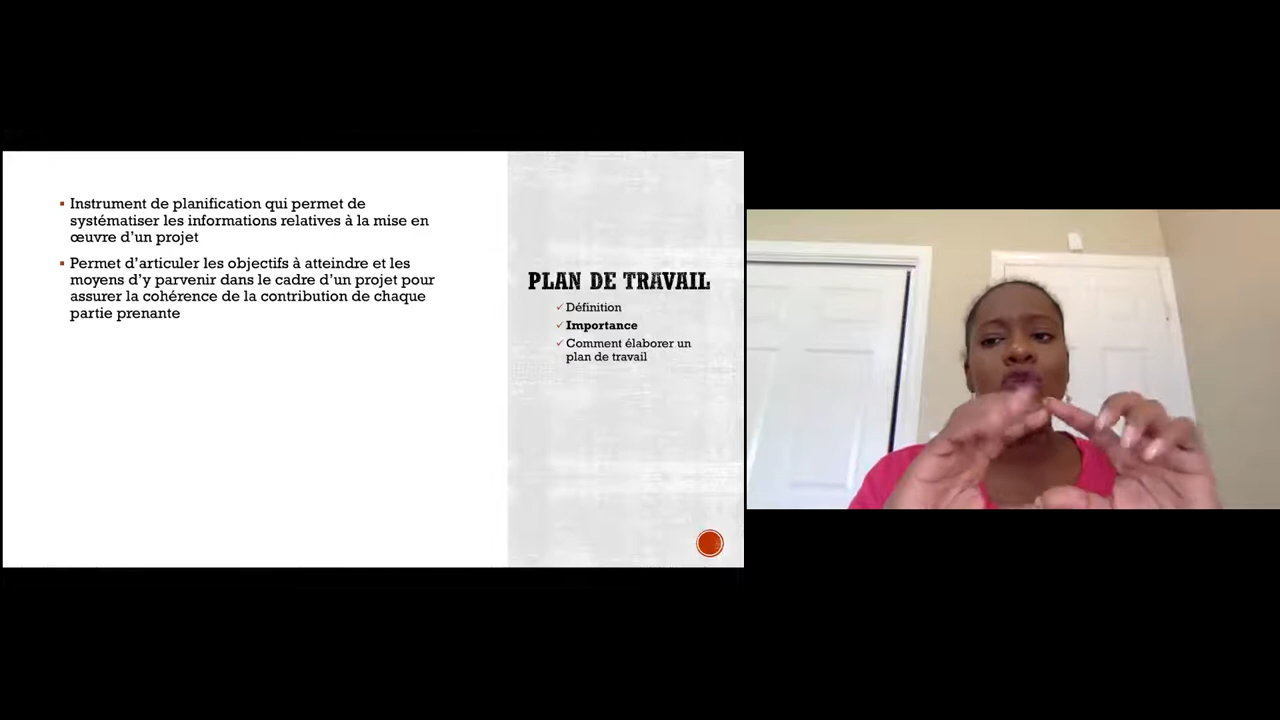 Instrument de planification qui permet de
systématiser les informations relatives à la mise en
œuvre d'un projet
Permet d'articuler les objectifs à atteindre et les
moyens d'y parvenir dans le cadre d'un projet pour
assurer la cohérence de la contribution de chaque
partie prenante
PLAN DE TRAVAIL
Définition
Importance
Comment élaborer un
plan de travail